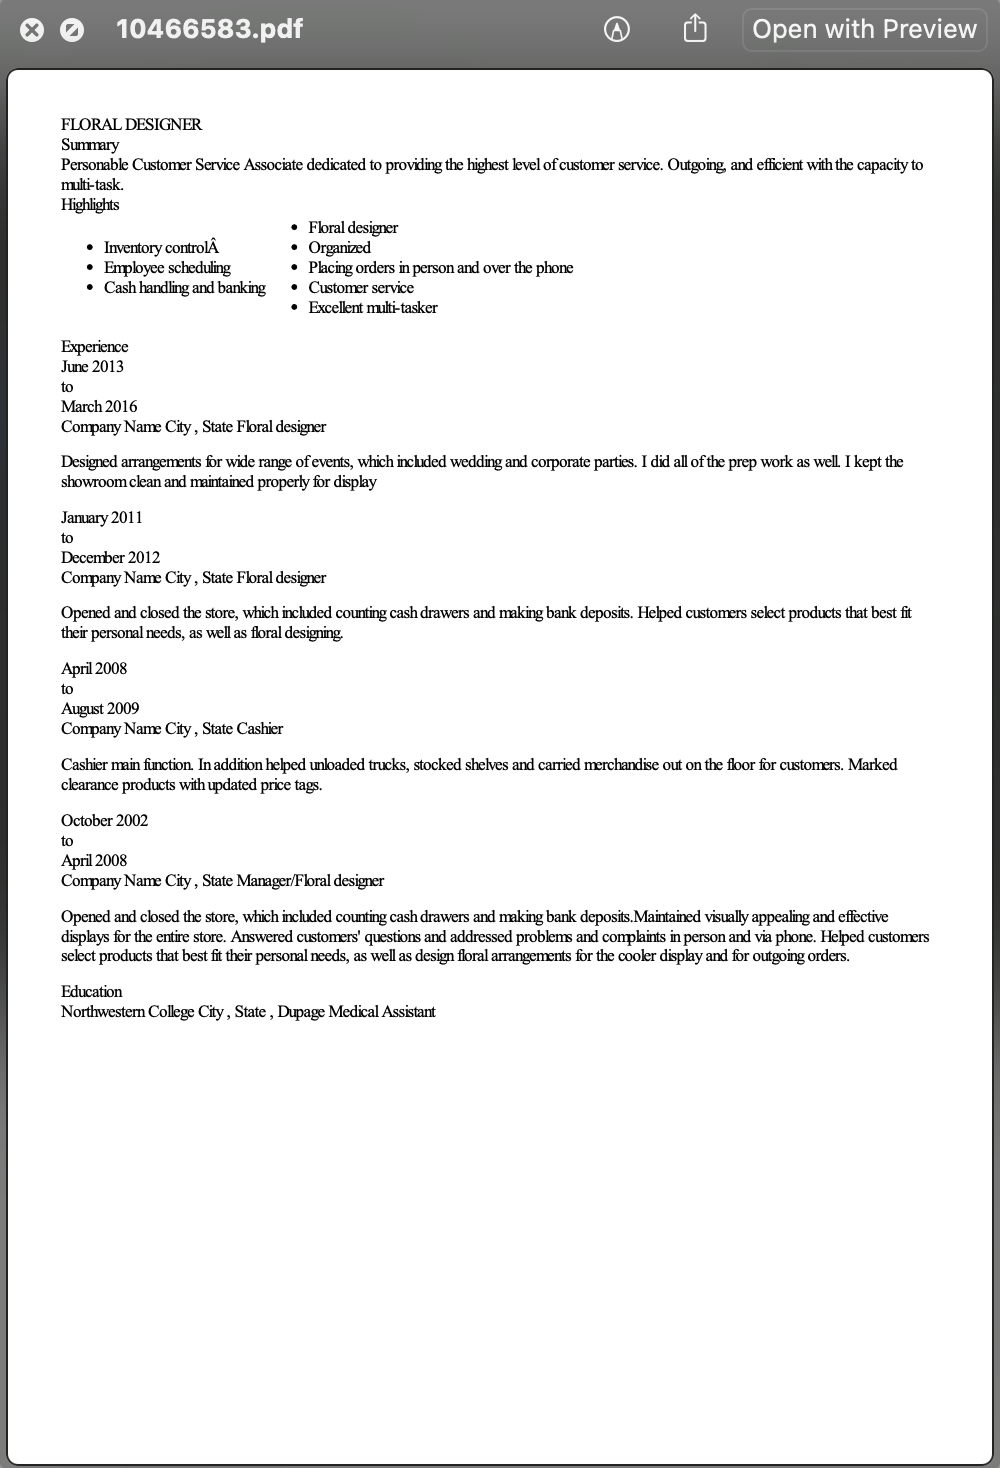 10466583.pdf
Open with Preview
FLORAL DESIGNER
Summary
Personable Customer Service Associate dedicated to providing the highest level of customer service. Outgoing, and efficient with the capacity to
multi-task.
Highlights
Inventory controlÂ
Employee scheduling
Cash handling and banking
Floral designer
Organized
Placing orders in person and over the phone
Customer service
Excellent multi-tasker
Experience
June 2013
to
March 2016
Company Name City , State Floral designer
Designed arrangements for wide range of events, which included wedding and corporate parties. I did all of the prep work as well. I kept the
showroom clean and maintained properly for display
January 2011
to
December 2012
Company Name City , State Floral designer
Opened and closed the store, which included counting cash drawers and making bank deposits. Helped customers select products that best fit
their personal needs, as well as floral designing.
April 2008
to
August 2009
Company Name City , State Cashier
Cashier main function. In addition helped unloaded trucks, stocked shelves and carried merchandise out on the floor for customers. Marked
clearance products with updated price tags.
October 2002
to
April 2008
Company Name City , State Manager/Floral designer
Opened and closed the store, which included counting cash drawers and making bank deposits.Maintained visually appealing and effective
displays for the entire store. Answered customers' questions and addressed problems and complaints in person and via phone. Helped customers
select products that best fit their personal needs, as well as design floral arrangements for the cooler display and for outgoing orders.
Education
Northwestern College City , State , Dupage Medical Assistant